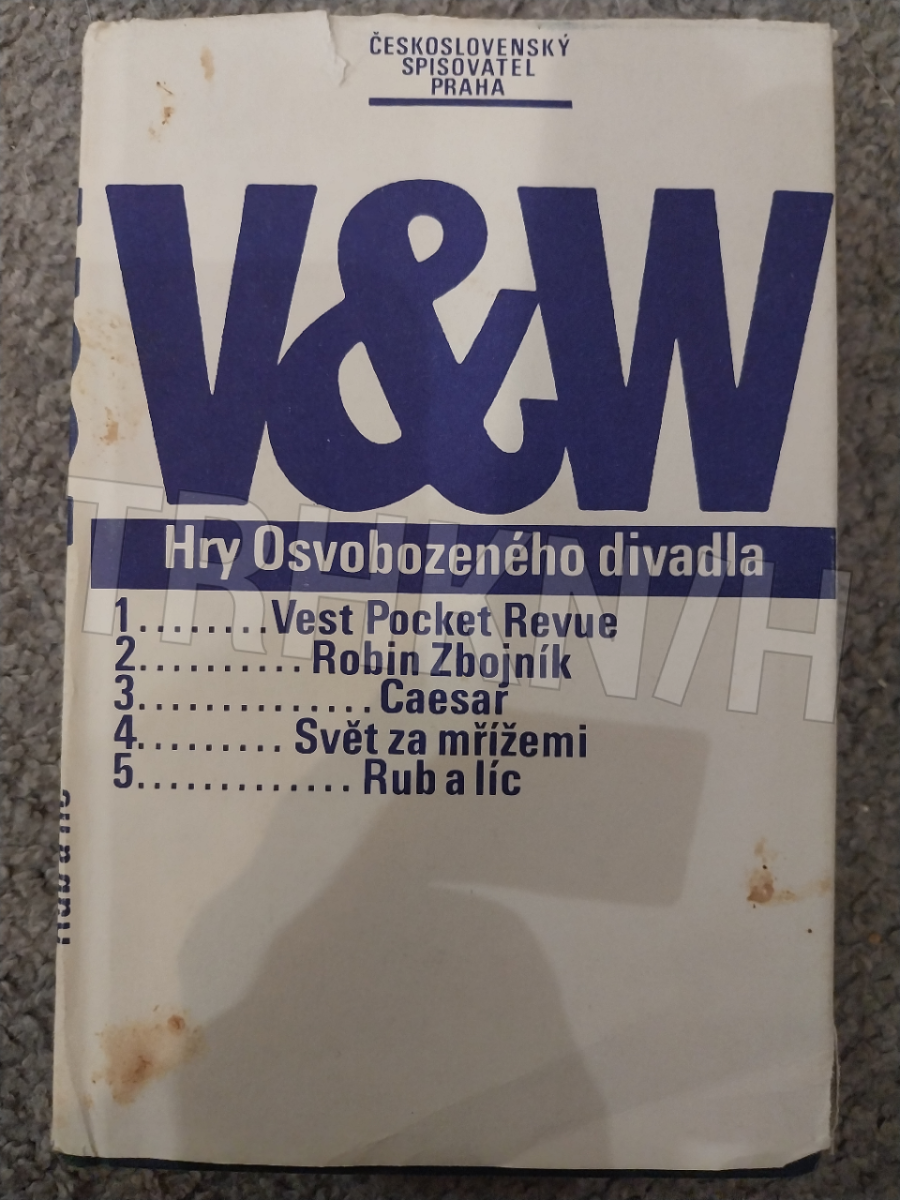 ČESKOSLOVENSKÝ
SPISOVATEL
PRAHA
V&W
Hry Osvobozeného divadla
1........Vest Pocket Revue
2..........Robin Zbojník
3..............Caesar
4.........Svět za mřížemi
5.............Rub a líc
TRHKNIH